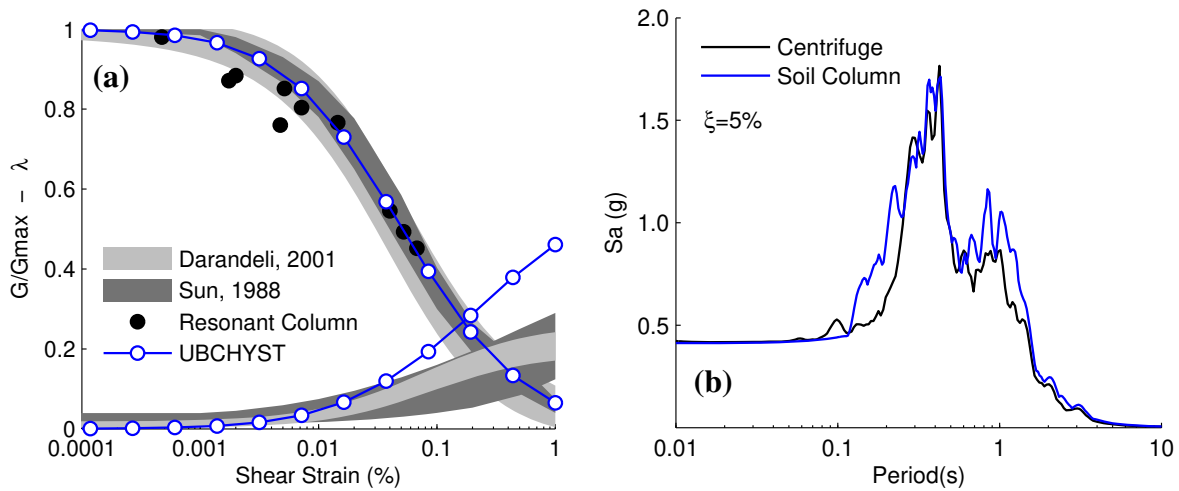 (a)
G/Gmax - λ
1
0.8
0.6
0.4
0.2
0
Darandeli, 2001
Sun, 1988
Resonant Column
UBCHYST
0.0001 0.001 0.01 0.1 1
Shear Strain (%)
2.0
1.5
1.0
0.5
Sa (g)
Centrifuge
Soil Column
ξ=5%
(b)
0.01 0.1 1 10
Period(s)